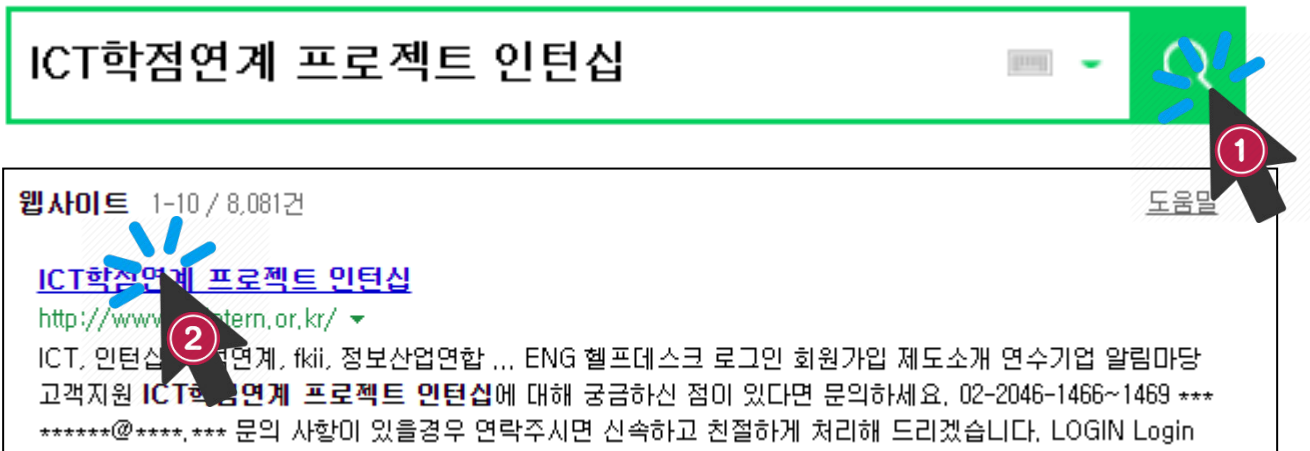 ICT학점연계 프로젝트 인턴십
1
웹사이트 1-10 / 8,081건 도움말
ICT학점연계 프로젝트 인턴십
http://www. tern.or.kr/
2
ICT, 인턴십 연계, fkii, 정보산업연합 ... ENG 헬프데스크 로그인 회원가입 제도소개 연수기업 알림마당
고객지원 ICT학점연계 프로젝트 인턴십에 대해 궁금하신 점이 있다면 문의하세요. 02-2046-1466~1469 ***
******@****.*** 문의 사항이 있을경우 연락주시면 신속하고 친절하게 처리해 드리겠습니다. LOGIN Login